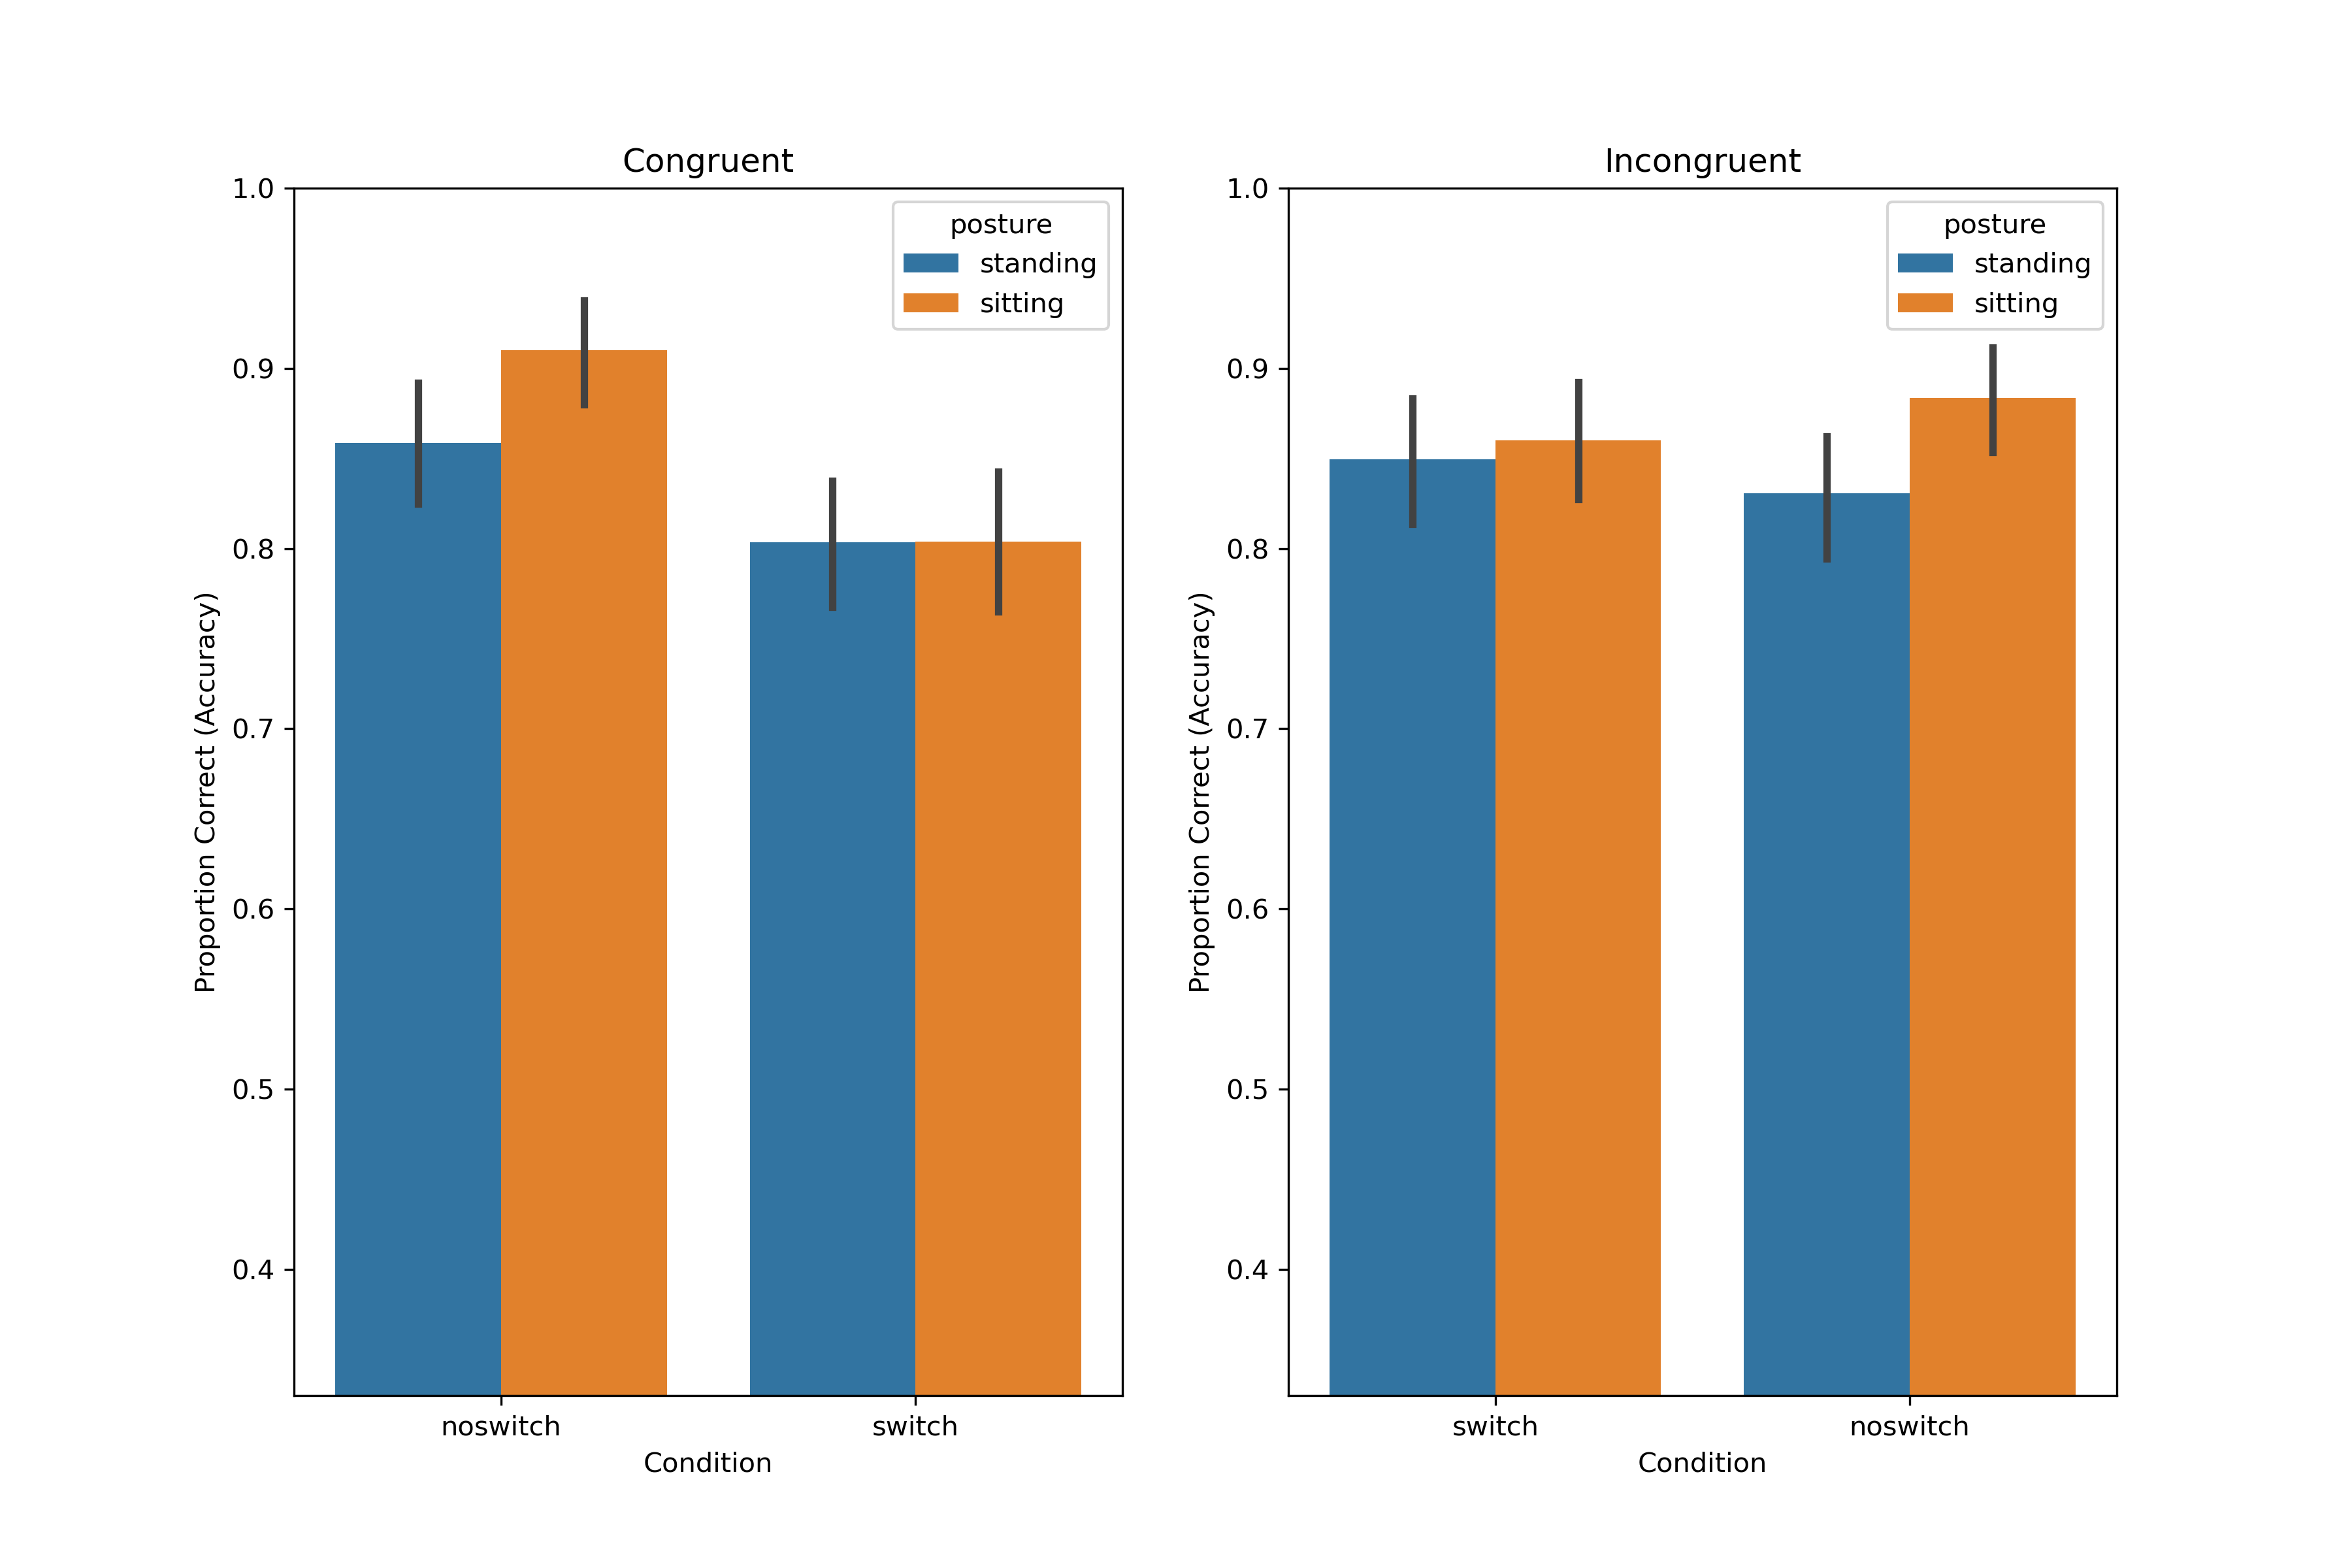 Congruent
1.0
0.9
0.8
0.7
0.6
0.5
0.4
Proportion Correct (Accuracy)
posture
standing
sitting
noswitch
switch
Condition
Incongruent
1.0
0.9
0.8
0.7
0.6
0.5
0.4
Proportion Correct (Accuracy)
posture
standing
sitting
switch
noswitch
Condition